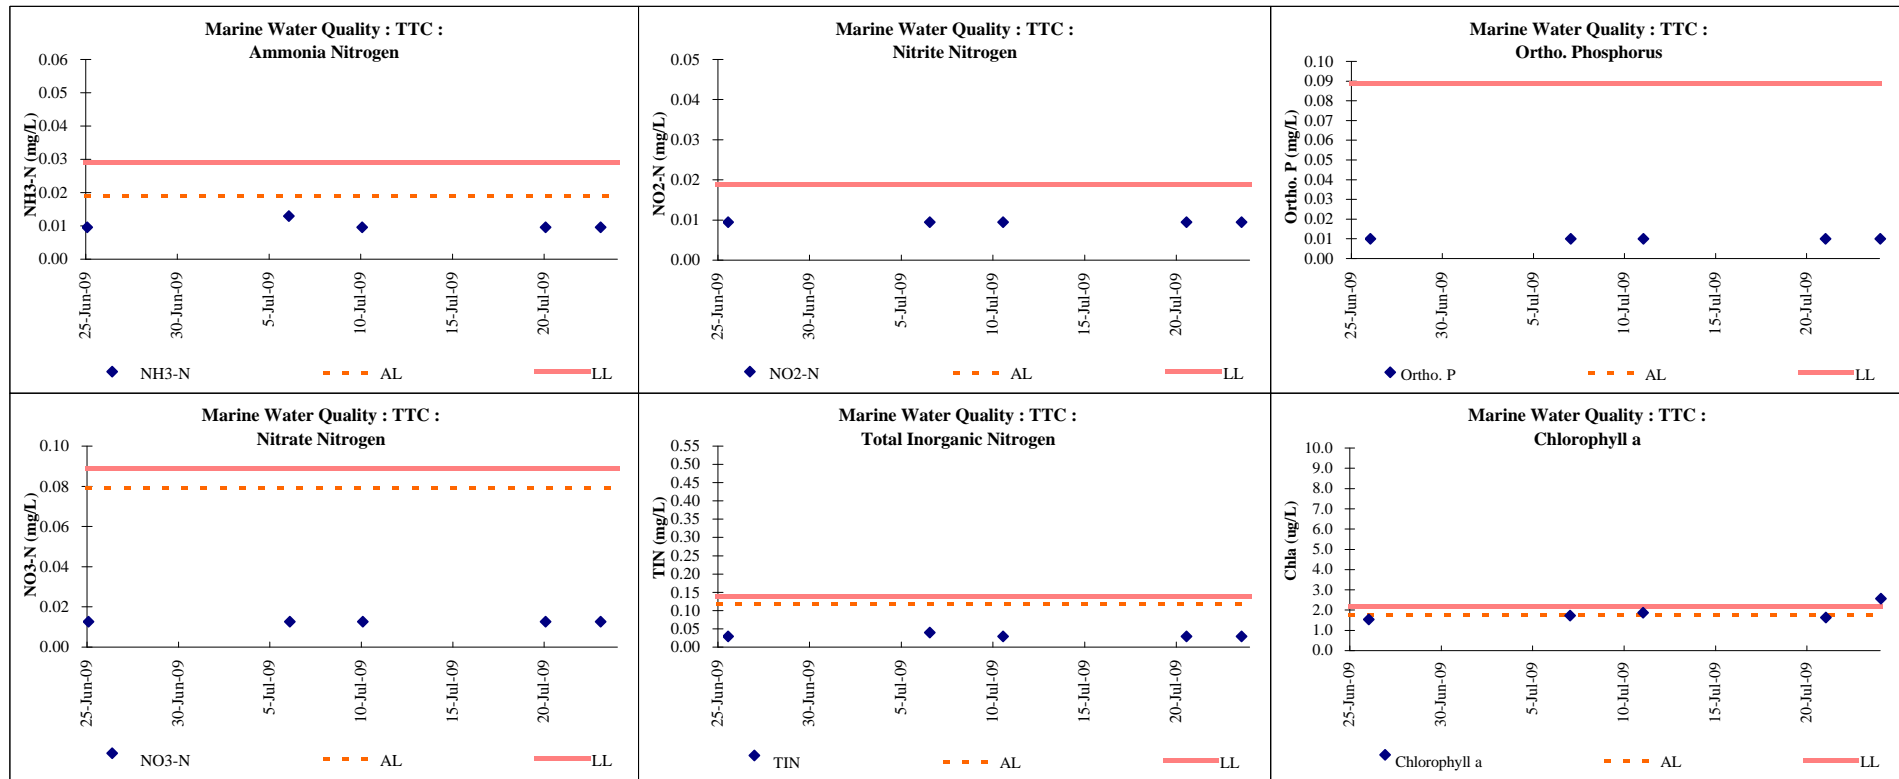 Marine Water Quality : TTC :
Ammonia Nitrogen
NH3-N (mg/L)
0.06
0.05
0.04
0.03
0.02
0.01
0.00
25-Jun-09
30-Jun-09
5-Jul-09
10-Jul-09
15-Jul-09
20-Jul-09
NH3-N AL LL
Marine Water Quality : TTC :
Nitrite Nitrogen
NO2-N (mg/L)
0.05
0.04
0.03
0.02
0.01
0.00
25-Jun-09
30-Jun-09
5-Jul-09
10-Jul-09
15-Jul-09
20-Jul-09
NO2-N AL LL
Marine Water Quality : TTC :
Ortho. Phosphorus
Ortho. P (mg/L)
0.10
0.09
0.08
0.07
0.06
0.05
0.04
0.03
0.02
0.01
0.00
25-Jun-09
30-Jun-09
5-Jul-09
10-Jul-09
15-Jul-09
20-Jul-09
Ortho. P AL LL
Marine Water Quality : TTC :
Nitrate Nitrogen
NO3-N (mg/L)
0.10
0.08
0.06
0.04
0.02
0.00
25-Jun-09
30-Jun-09
5-Jul-09
10-Jul-09
15-Jul-09
20-Jul-09
NO3-N AL LL
Marine Water Quality : TTC :
Total Inorganic Nitrogen
TIN (mg/L)
0.55
0.50
0.45
0.40
0.35
0.30
0.25
0.20
0.15
0.10
0.05
0.00
25-Jun-09
30-Jun-09
5-Jul-09
10-Jul-09
15-Jul-09
20-Jul-09
TIN AL LL
Marine Water Quality : TTC :
Chlorophyll a
Chla (ug/L)
10.0
9.0
8.0
7.0
6.0
5.0
4.0
3.0
2.0
1.0
0.0
25-Jun-09
30-Jun-09
5-Jul-09
10-Jul-09
15-Jul-09
20-Jul-09
Chlorophyll a AL LL